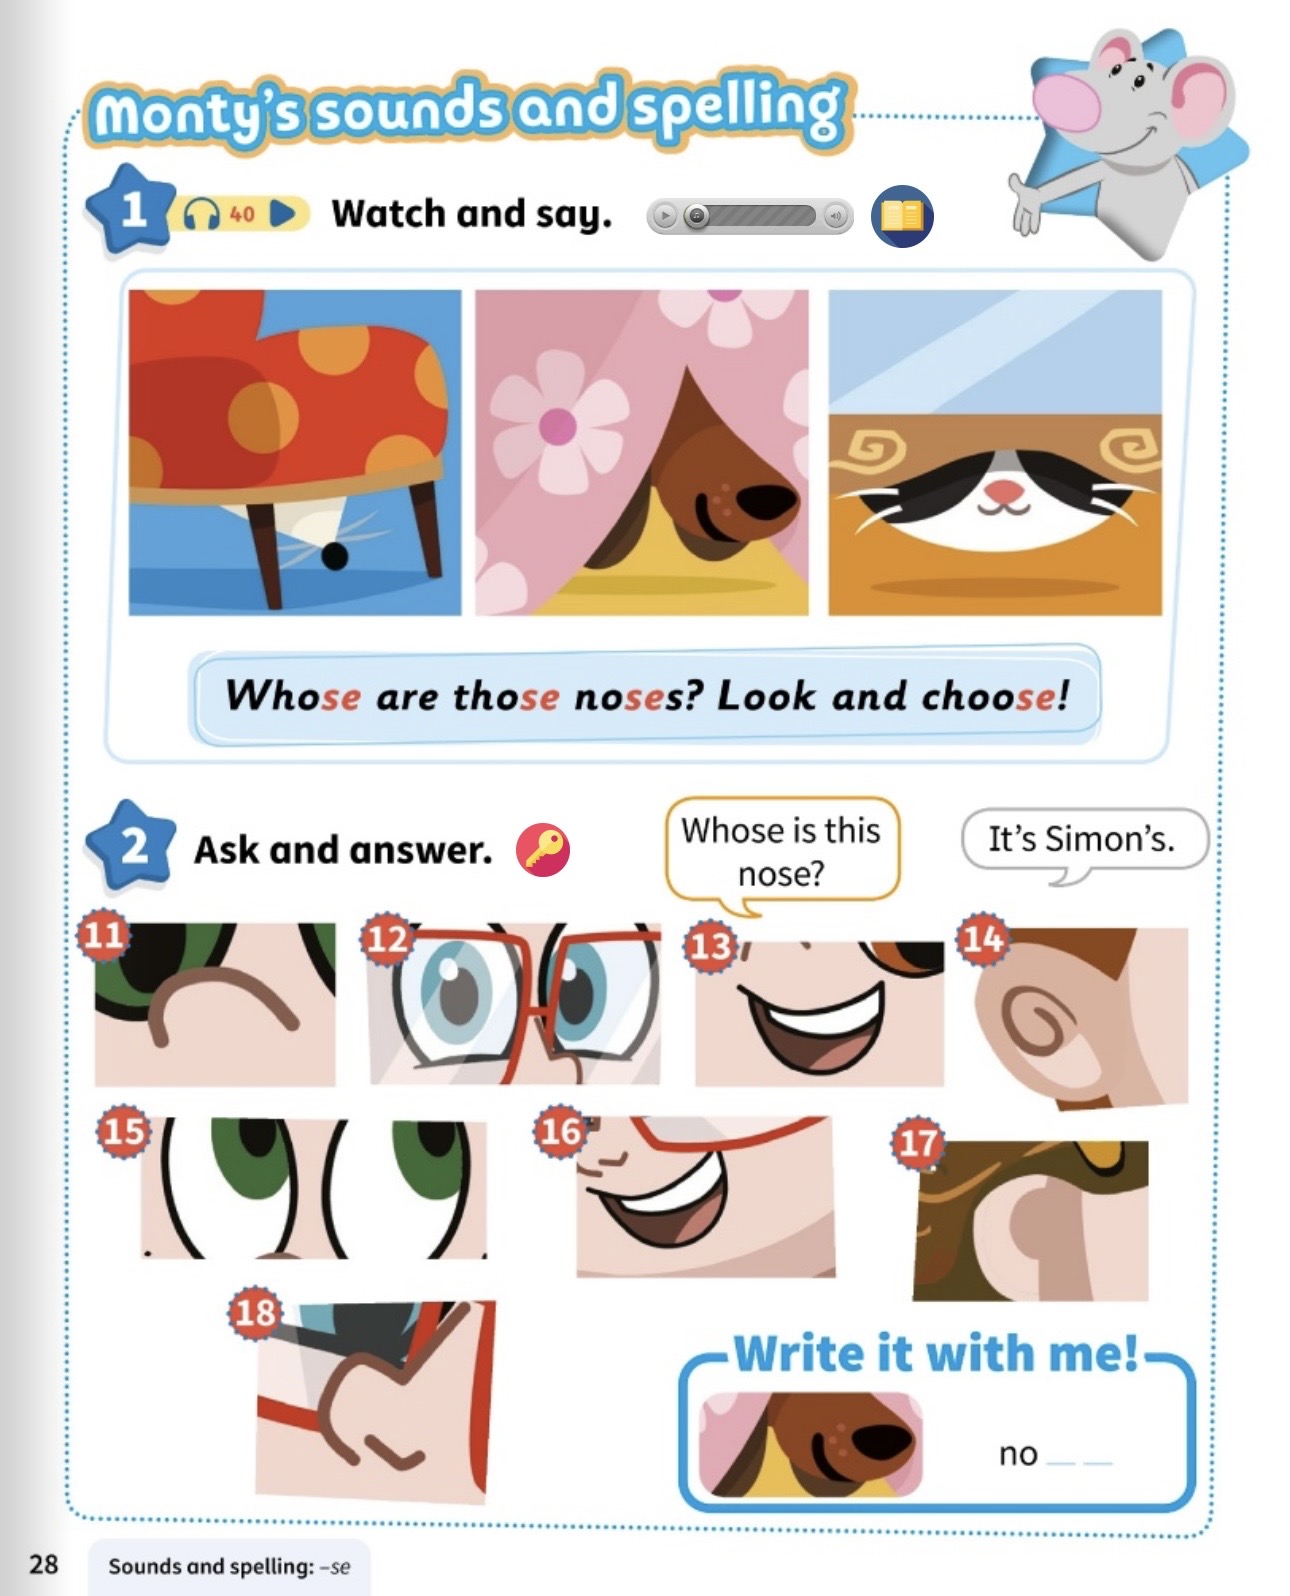 Monty's sounds and spelling
1 40 Watch and say.
Whose are those noses? Look and choose!
2 Ask and answer.
Whose is this
nose?
It's Simon's.
11
12
13
14
15
16
17
18
Write it with me!
no __ __
28 Sounds and spelling: –se